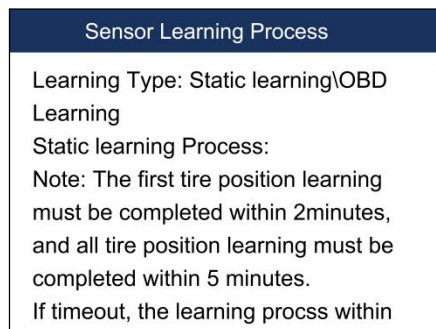 Sensor Learning Process
Learning Type: Static learning\OBD
Learning
Static learning Process:
Note: The first tire position learning
must be completed within 2minutes,
and all tire position learning must be
completed within 5 minutes.
If timeout, the learning procss within